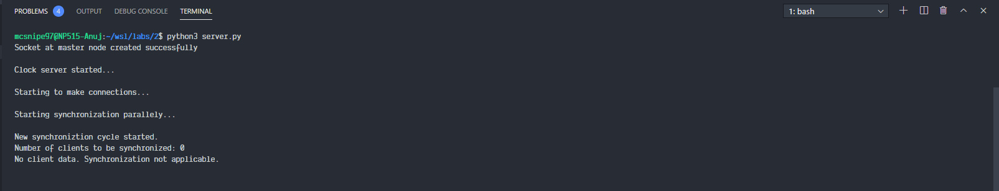 PROBLEMS 4 OUTPUT DEBUG CONSOLE TERMINAL 1: bash
mcsnipe97@NP515-Anuj:~/wsl/labs/2$ python3 server.py
Socket at master node created successfully
Clock server started...
Starting to make connections...
Starting synchronization parallely...
New synchroniztion cycle started.
Number of clients to be synchronized: 0
No client data. Synchronization not applicable.